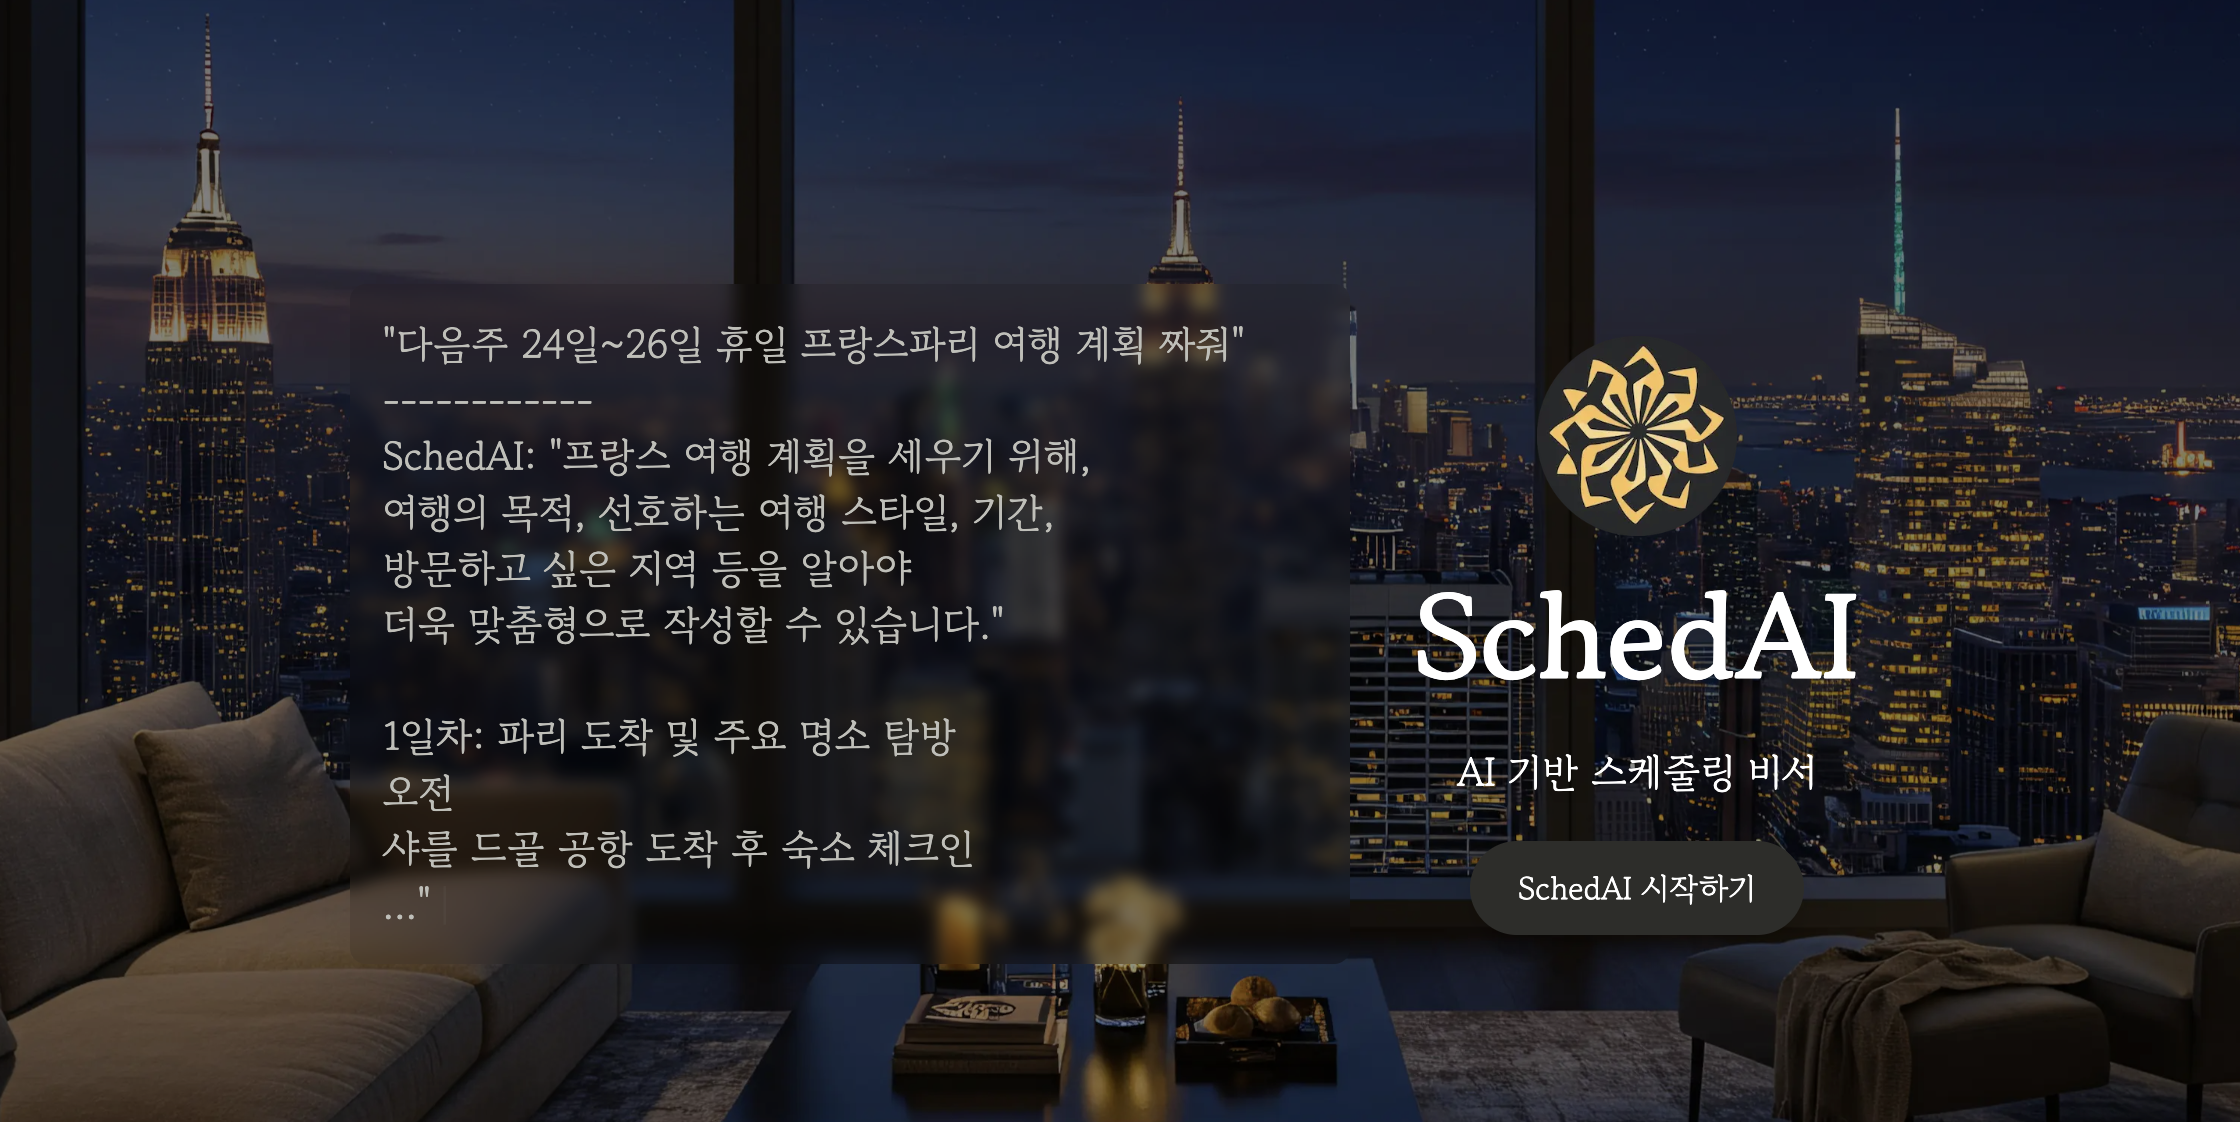 "다음주 24일~26일 휴일 프랑스파리 여행 계획 짜줘"
------------
SchedAI: "프랑스 여행 계획을 세우기 위해,
여행의 목적, 선호하는 여행 스타일, 기간,
방문하고 싶은 지역 등을 알아야
더욱 맞춤형으로 작성할 수 있습니다."
1일차: 파리 도착 및 주요 명소 탐방
오전
샤를 드골 공항 도착 후 숙소 체크인
..."
SchedAI
AI 기반 스케줄링 비서
SchedAI 시작하기